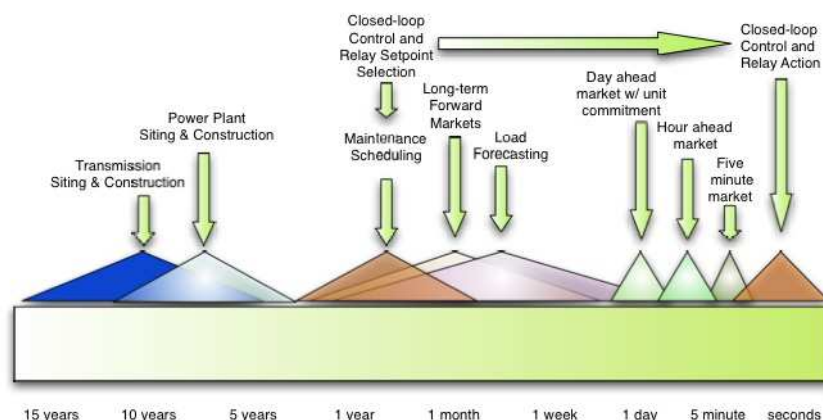 Closed-loop
Control and
Relay Setpoint
Selection
Closed-loop
Control and
Relay Action
Day ahead
market w/ unit
commitment
Long-term
Forward
Markets
Power Plant
Siting & Construction
Hour ahead
market
Maintenance
Scheduling
Load
Forecasting
Transmission
Siting & Construction
Five
minute
market
15 years
10 years
5 years
1 year
1 month
1 week
1 day
5 minute
seconds